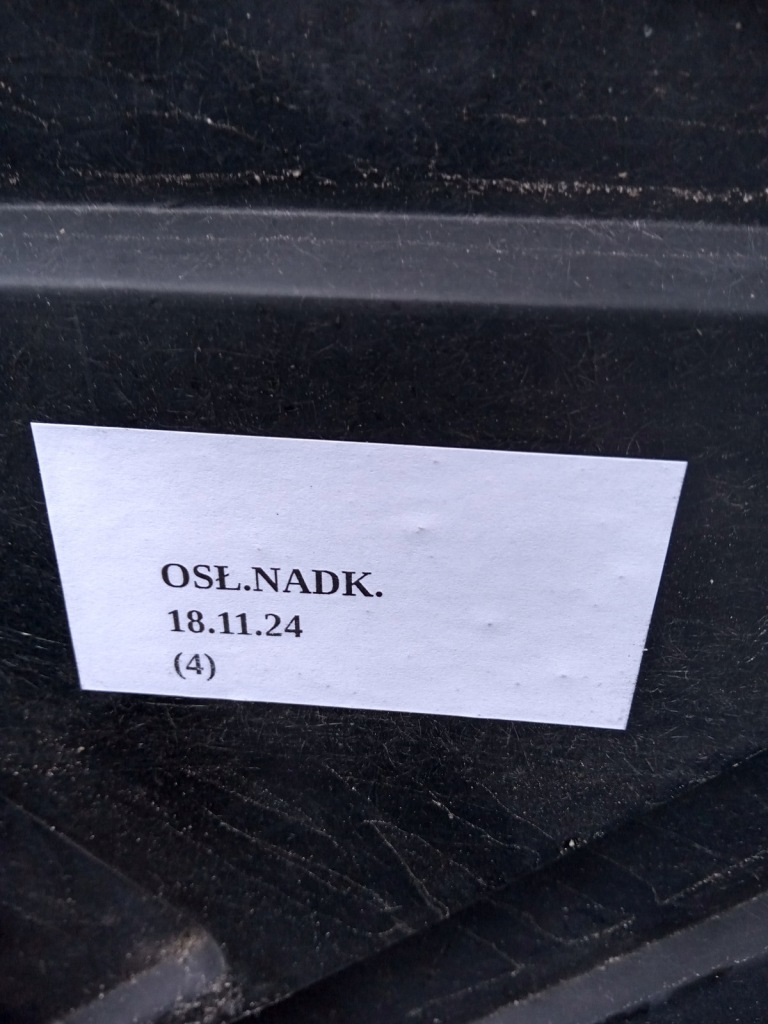 OSŁ.NADK.
18.11.24
(4)